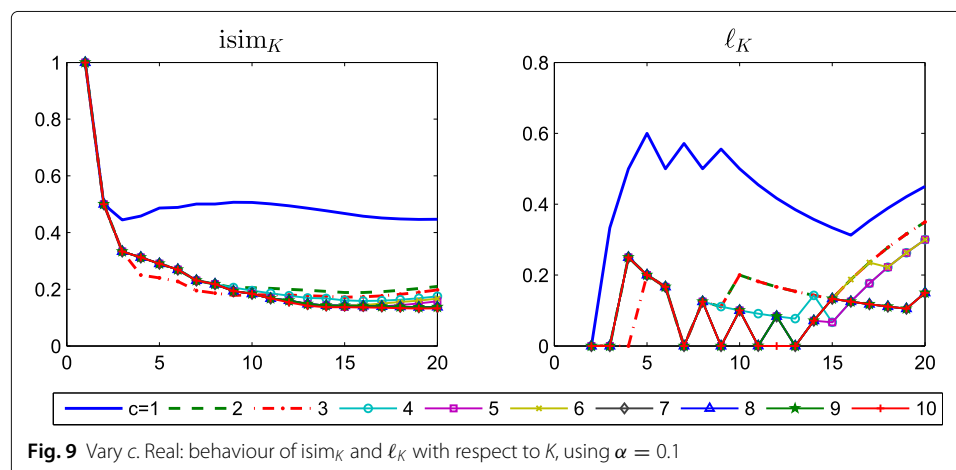 isim_K
ℓ_K
1
0.8
0.6
0.4
0.2
0
0 5 10 15 20
0.8
0.6
0.4
0.2
0
0 5 10 15 20
c=1 2 3 4 5 6 7 8 9 10
Fig. 9 Vary c. Real: behaviour of isim_K and ℓ_K with respect to K, using α = 0.1